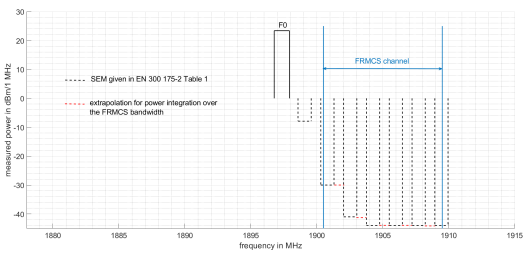 measured power in dBm/1 MHz
30
20
10
0
-10
-20
-30
-40
F0
FRMCS channel
SEM given in EN 300 175-2 Table 1
extrapolation for power integration over
the FRMCS bandwidth
1880
1885
1890
1895
1900
1905
1910
1915
frequency in MHz